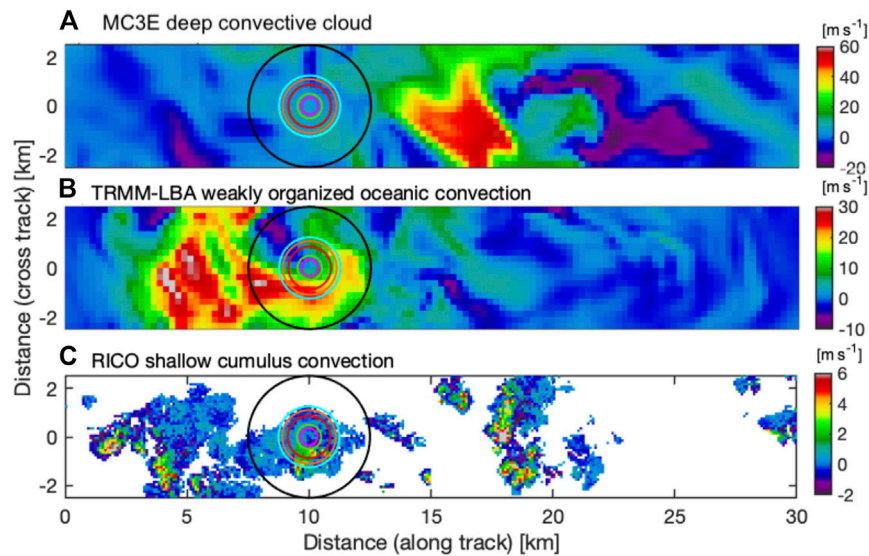 A MC3E deep convective cloud
[m s⁻¹]
2
0
-2
60
40
20
0
-20
B TRMM-LBA weakly organized oceanic convection
[m s⁻¹]
2
0
-2
30
20
10
0
-10
Distance (cross track) [km]
C RICO shallow cumulus convection
[m s⁻¹]
2
0
-2
6
4
2
0
-2
0 5 10 15 20 25 30
Distance (along track) [km]